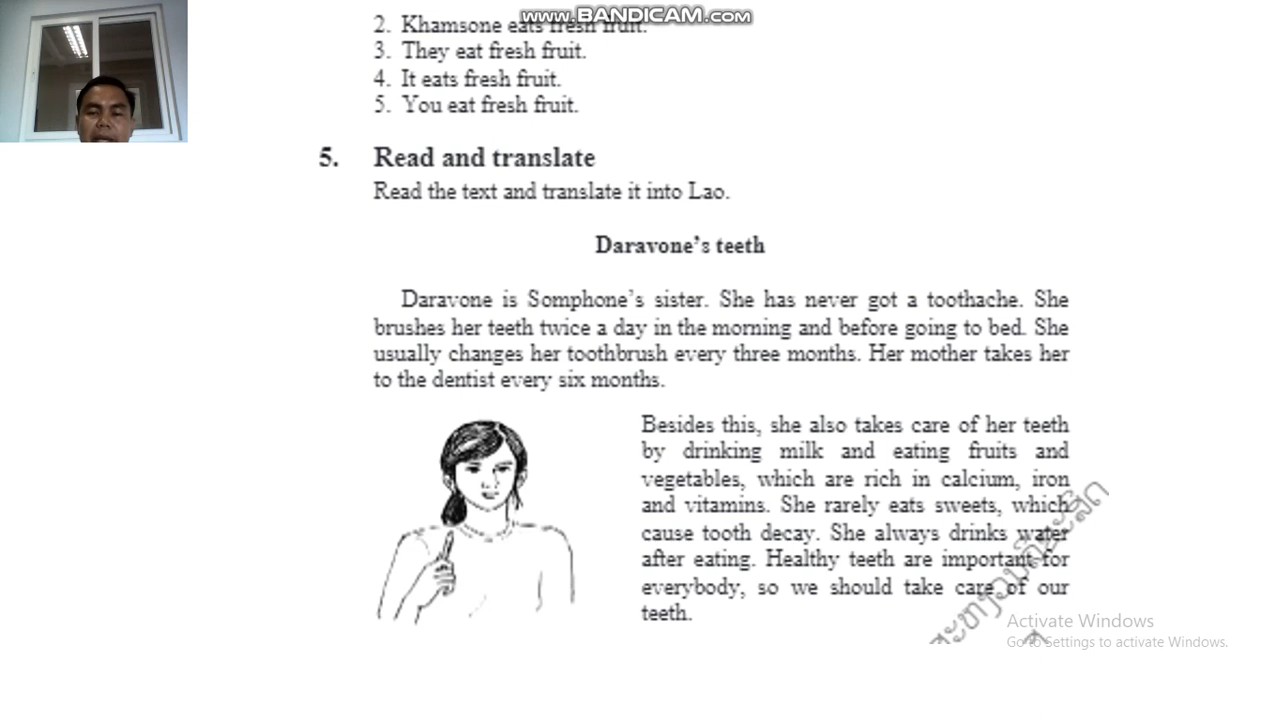 www.BANDICAM.com
2. Khamsone eats fresh fruit.
3. They eat fresh fruit.
4. It eats fresh fruit.
5. You eat fresh fruit.
5. Read and translate
Read the text and translate it into Lao.
Daravone's teeth
Daravone is Somphone's sister. She has never got a toothache. She
brushes her teeth twice a day in the morning and before going to bed. She
usually changes her toothbrush every three months. Her mother takes her
to the dentist every six months.
Besides this, she also takes care of her teeth
by drinking milk and eating fruits and
vegetables, which are rich in calcium, iron
and vitamins. She rarely eats sweets, which
cause tooth decay. She always drinks water
after eating. Healthy teeth are important for
everybody, so we should take care of our
teeth.
Activate Windows
Go to Settings to activate Windows.